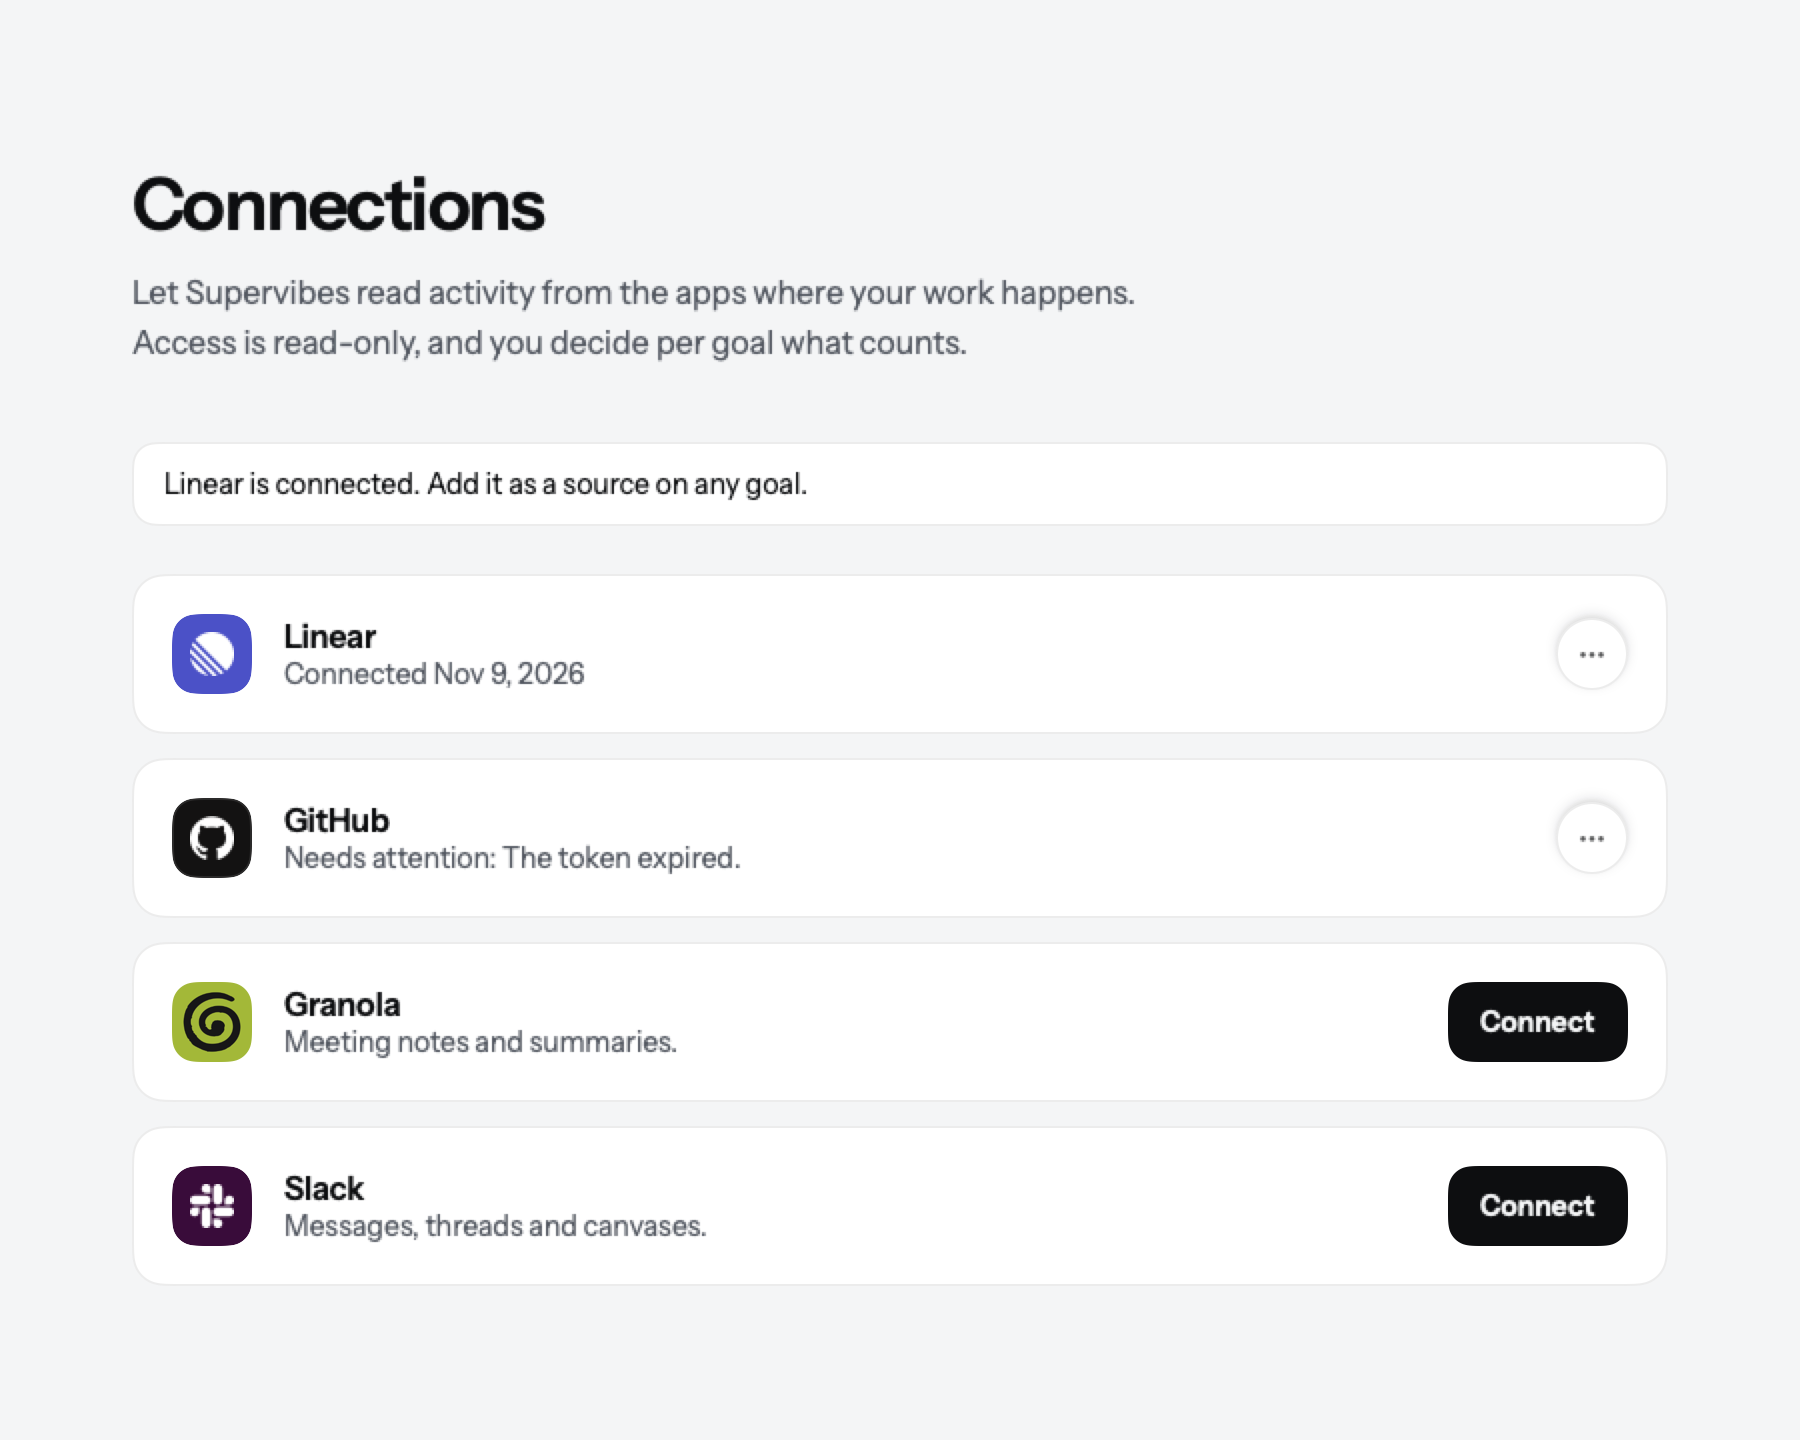 Connections
Let Supervibes read activity from the apps where your work happens.
Access is read-only, and you decide per goal what counts.
Linear is connected. Add it as a source on any goal.
Linear
Connected Nov 9, 2026
GitHub
Needs attention: The token expired.
Granola
Meeting notes and summaries.
Connect
Slack
Messages, threads and canvases.
Connect